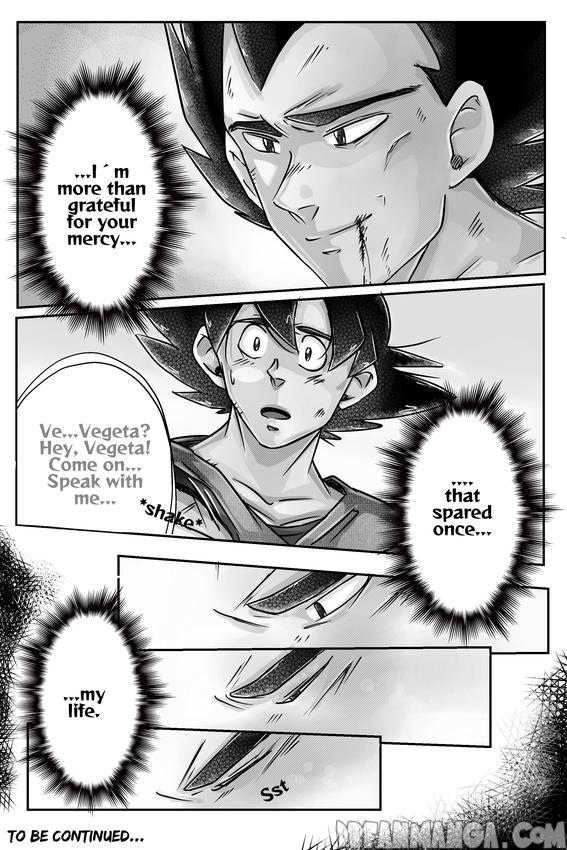 ...I´m
more than
grateful
for your
mercy...
Ve...Vegeta?
Hey, Vegeta!
Come on...
Speak with
me...
*shake*
....
that
spared
once...
...my
life.
Sst
TO BE CONTINUED...
DREAMMANGA.COM